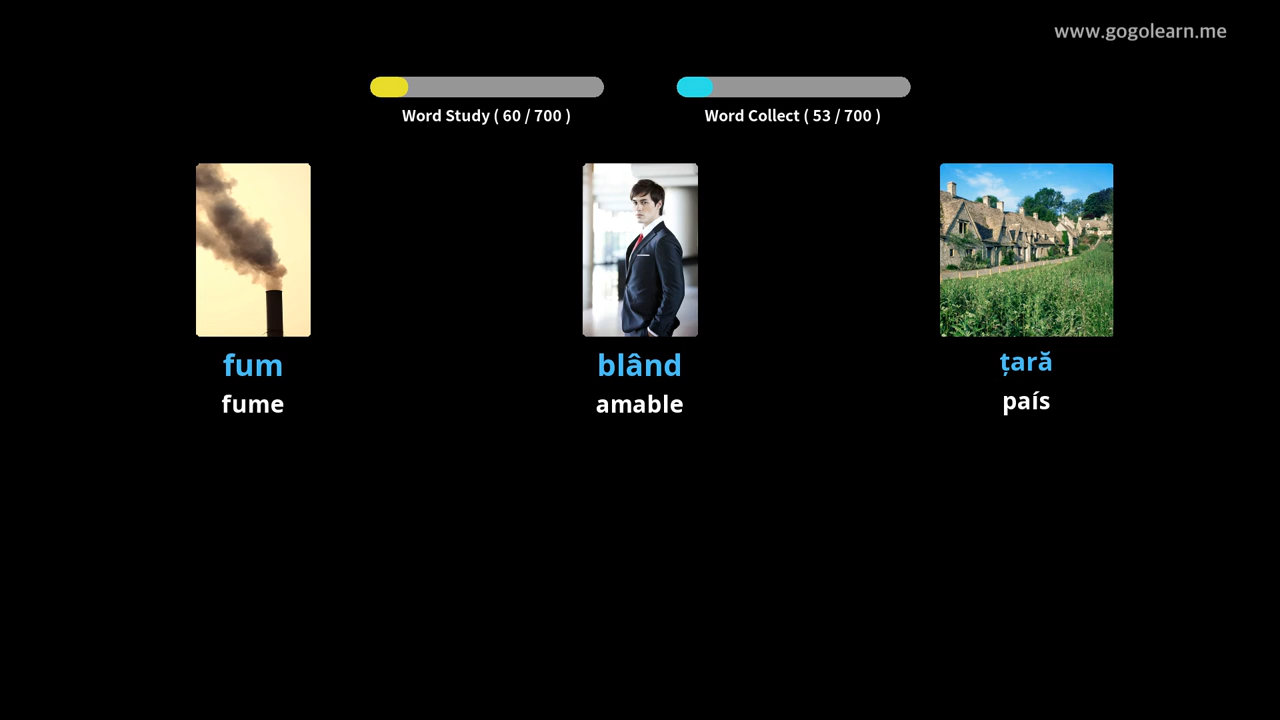 www.gogolearn.me
Word Study ( 60 / 700 )
Word Collect ( 53 / 700 )
fum
fume
blând
amable
țară
país